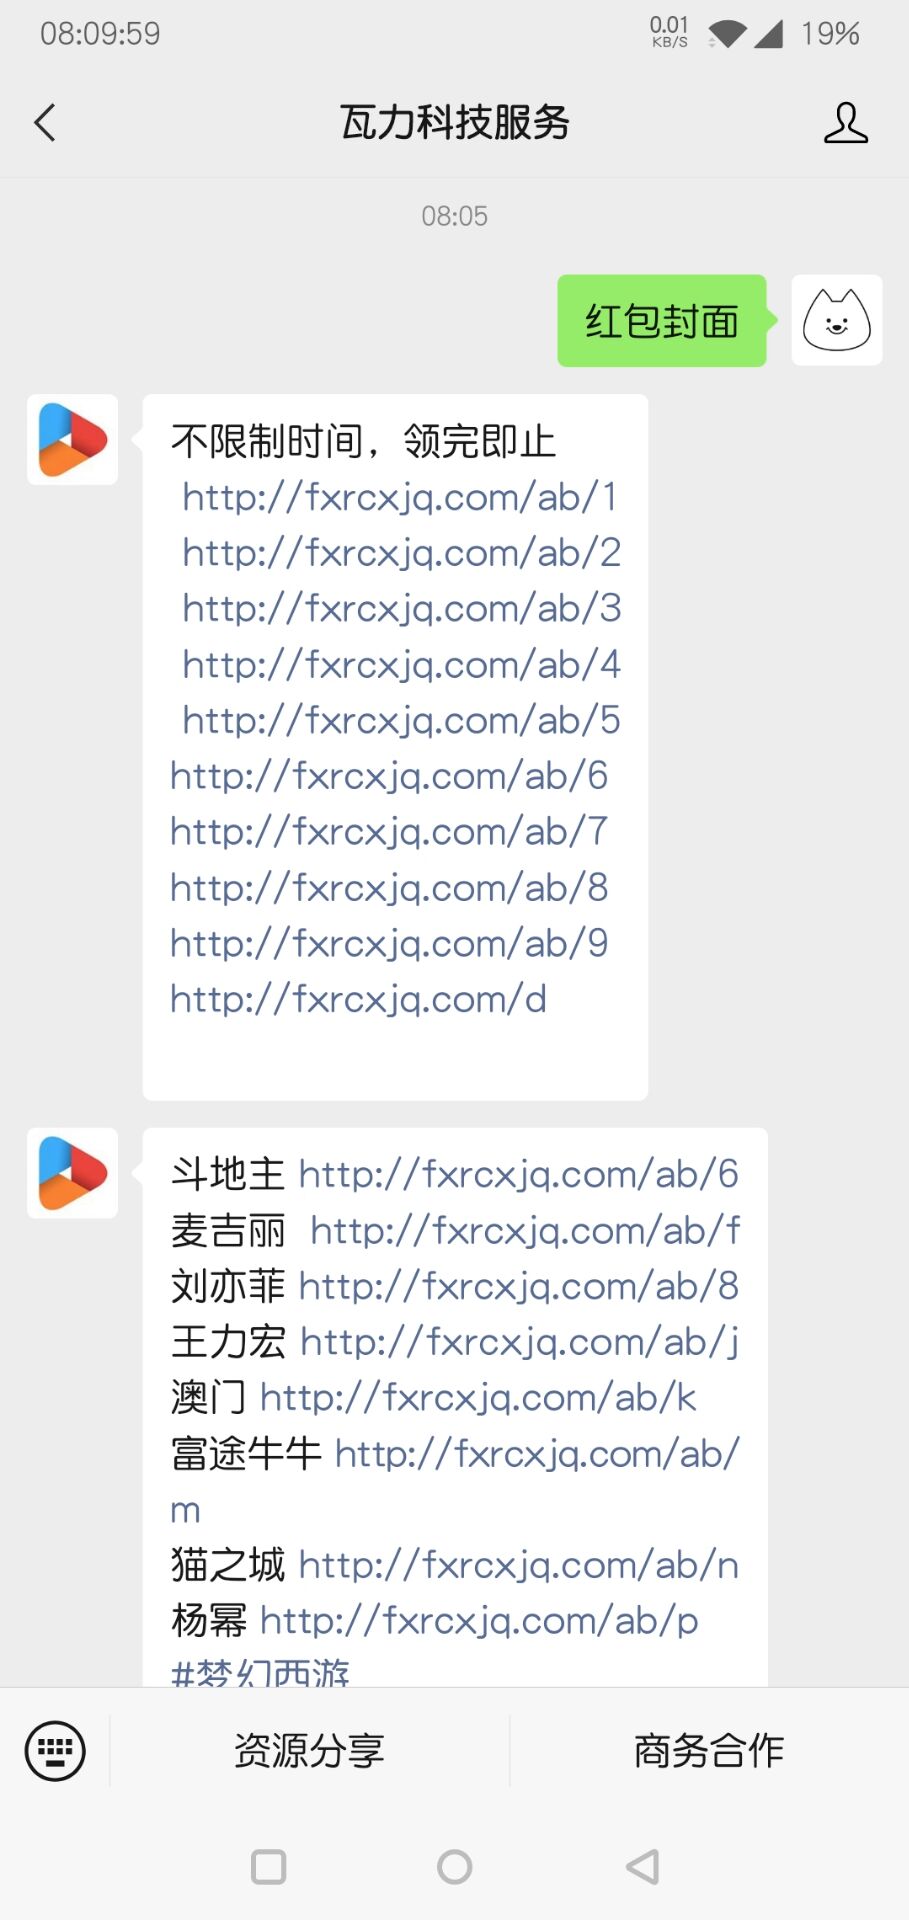 08:09:59
0.01
KB/S
19%
瓦力科技服务
08:05
红包封面
不限制时间，领完即止
http://fxrcxjq.com/ab/1
http://fxrcxjq.com/ab/2
http://fxrcxjq.com/ab/3
http://fxrcxjq.com/ab/4
http://fxrcxjq.com/ab/5
http://fxrcxjq.com/ab/6
http://fxrcxjq.com/ab/7
http://fxrcxjq.com/ab/8
http://fxrcxjq.com/ab/9
http://fxrcxjq.com/d
斗地主 http://fxrcxjq.com/ab/6
麦吉丽 http://fxrcxjq.com/ab/f
刘亦菲 http://fxrcxjq.com/ab/8
王力宏 http://fxrcxjq.com/ab/j
澳门 http://fxrcxjq.com/ab/k
富途牛牛 http://fxrcxjq.com/ab/
m
猫之城 http://fxrcxjq.com/ab/n
杨幂 http://fxrcxjq.com/ab/p
#梦幻西游
资源分享
商务合作